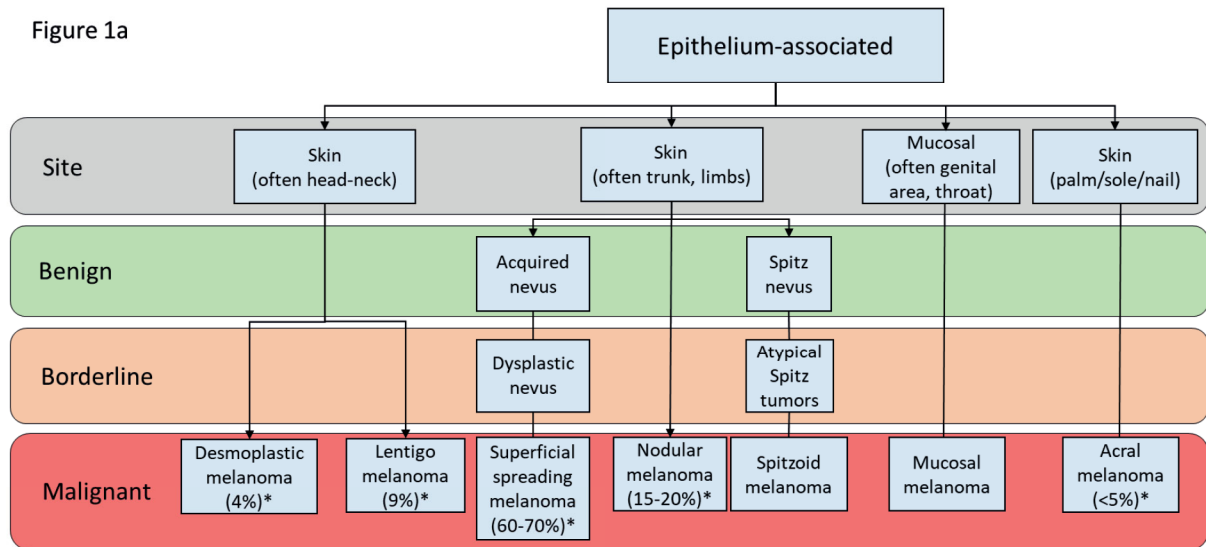 Figure 1a
Epithelium-associated
Site
Skin
(often head-neck)
Skin
(often trunk, limbs)
Mucosal
(often genital
area, throat)
Skin
(palm/sole/nail)
Benign
Acquired
nevus
Spitz
nevus
Borderline
Dysplastic
nevus
Atypical
Spitz
tumors
Malignant
Desmoplastic
melanoma
(4%)*
Lentigo
melanoma
(9%)*
Superficial
spreading
melanoma
(60-70%)*
Nodular
melanoma
(15-20%)*
Spitzoid
melanoma
Mucosal
melanoma
Acral
melanoma
(<5%)*